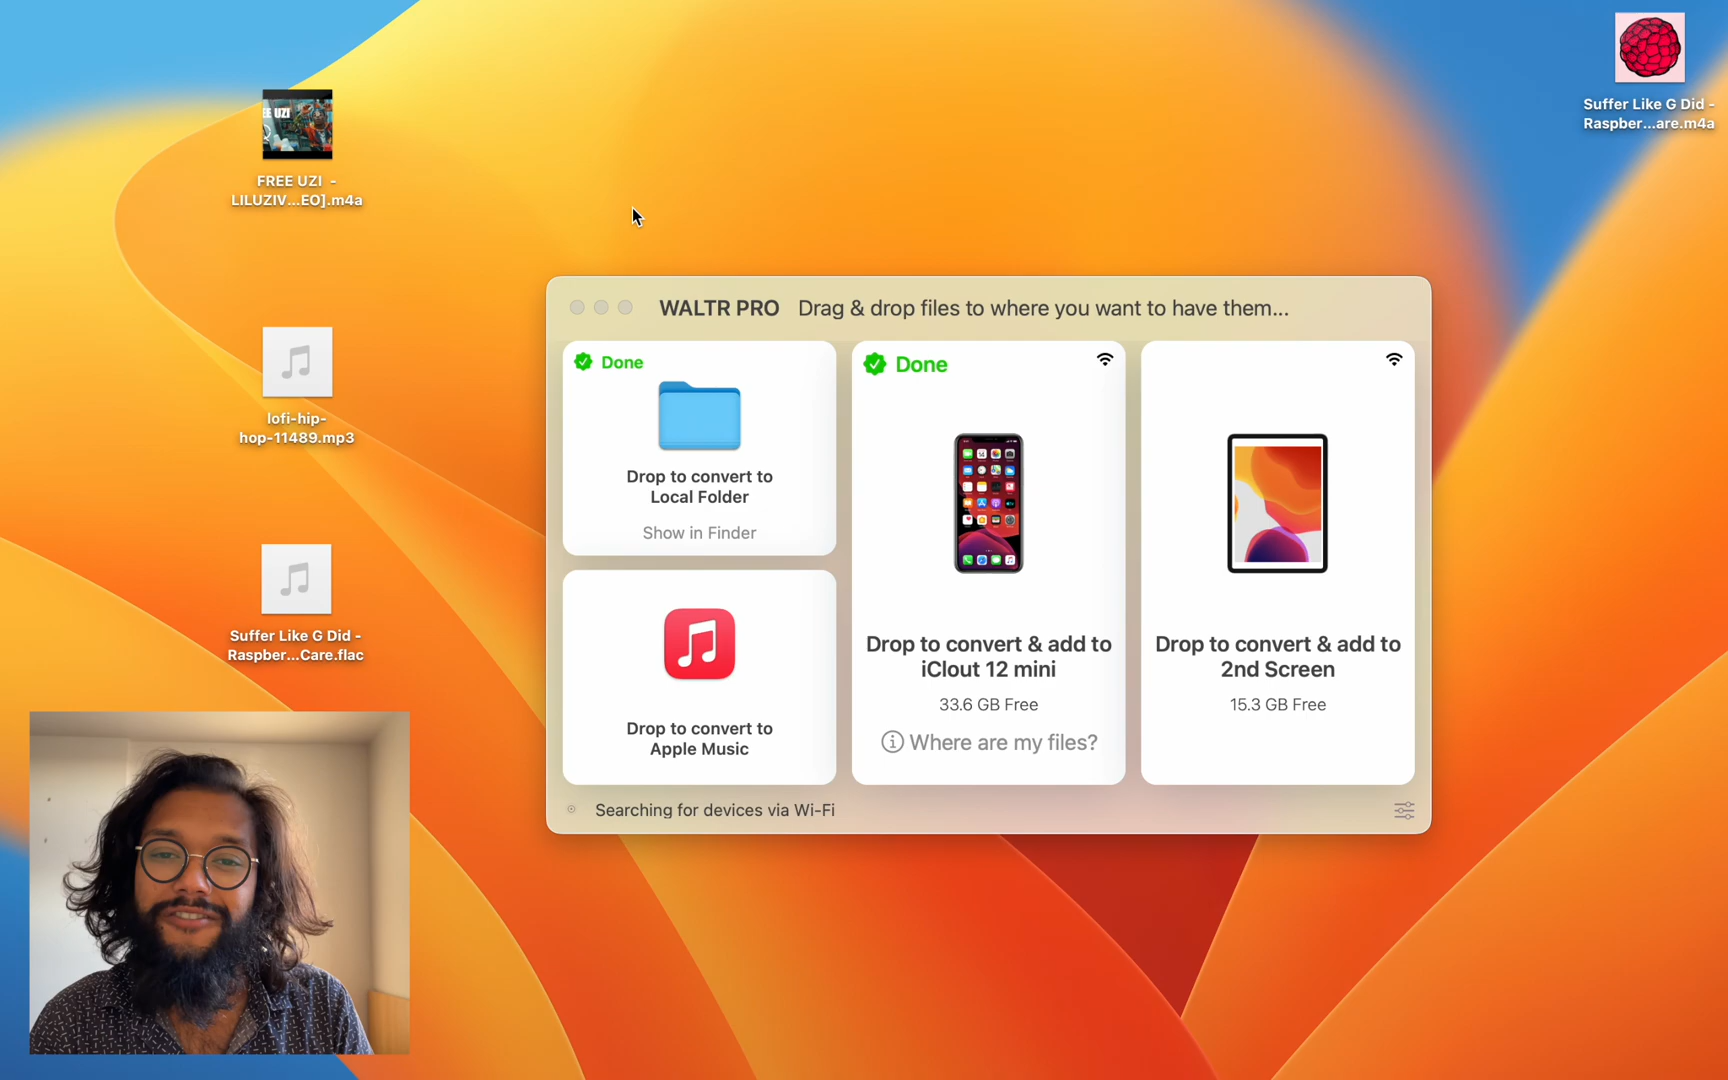 FREE UZI -
LILUZIV...EO].m4a
lofi-hip-
hop-11489.mp3
Suffer Like G Did -
Raspber...Care.flac
Suffer Like G Did -
Raspber...are.m4a
WALTR PRO Drag & drop files to where you want to have them...
Done
Drop to convert to
Local Folder
Show in Finder
Drop to convert to
Apple Music
Done
Drop to convert & add to
iClout 12 mini
33.6 GB Free
Where are my files?
Drop to convert & add to
2nd Screen
15.3 GB Free
Searching for devices via Wi-Fi